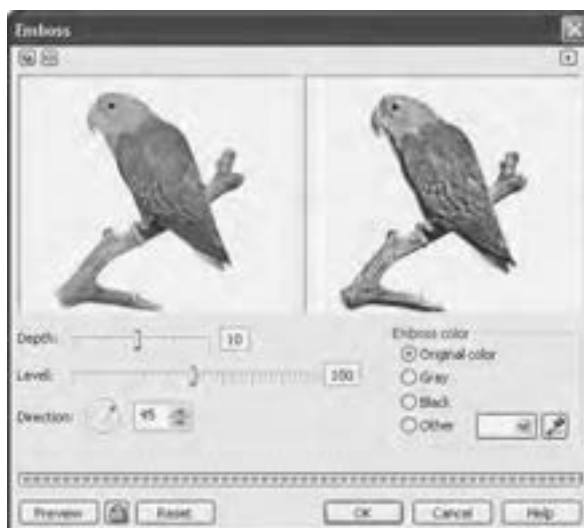 Emboss
Depth: 10
Level: 100
Direction: 45
Emboss color
Original color
Gray
Black
Other
Preview
Reset
OK
Cancel
Help